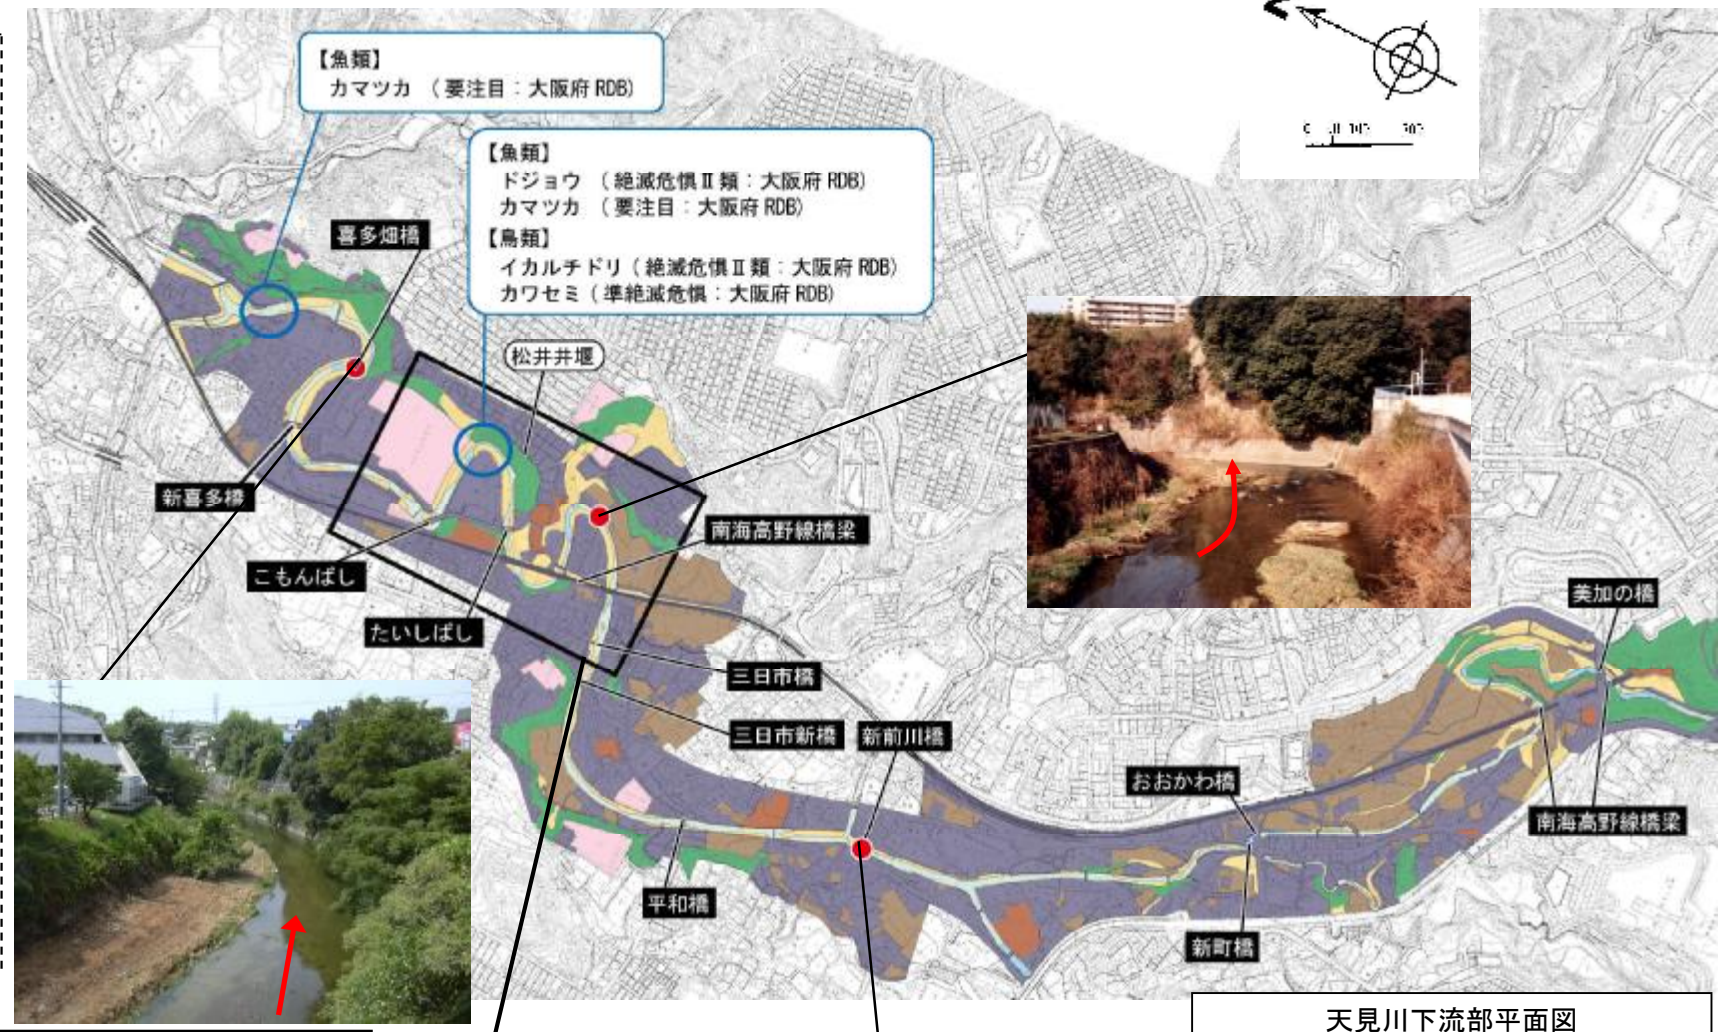 【魚類】
カマツカ （要注目：大阪府 RDB）
【魚類】
ドジョウ （絶滅危惧Ⅱ類：大阪府 RDB）
カマツカ （要注目：大阪府 RDB）
【鳥類】
イカルチドリ（絶滅危惧Ⅱ類：大阪府 RDB）
カワセミ（準絶滅危惧：大阪府 RDB）
喜多畑橋
松井井堰
新喜多橋
南海高野線橋梁
こもんばし
たいしばし
美加の橋
三日市橋
三日市新橋
新前川橋
おおかわ橋
南海高野線橋梁
平和橋
新町橋
天見川下流部平面図